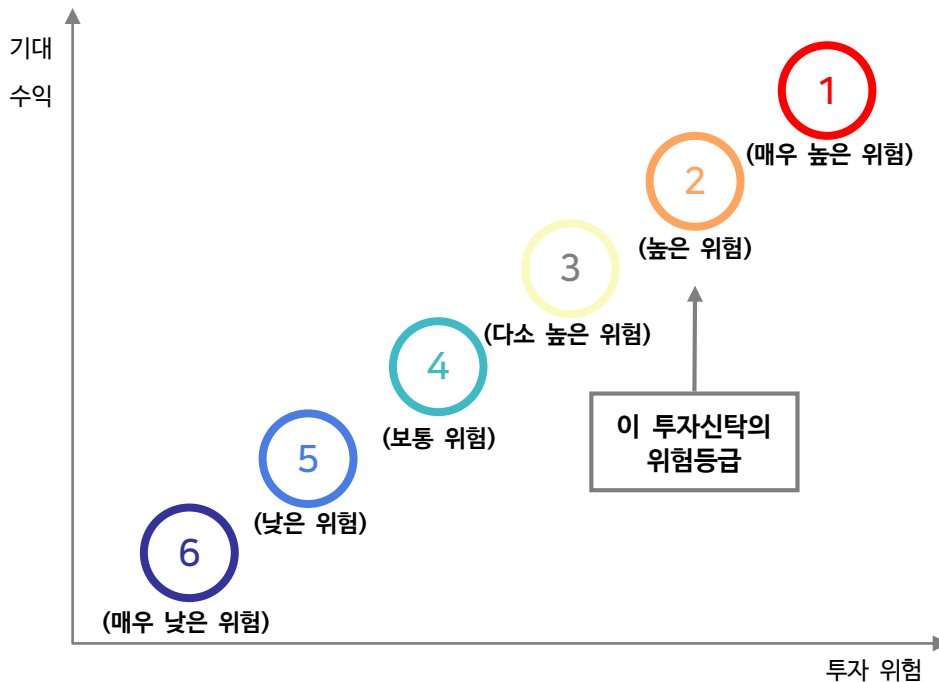 기대
수익
1
(매우 높은 위험)
2
(높은 위험)
3
(다소 높은 위험)
4
(보통 위험)
이 투자신탁의
위험등급
5
(낮은 위험)
6
(매우 낮은 위험)
투자 위험